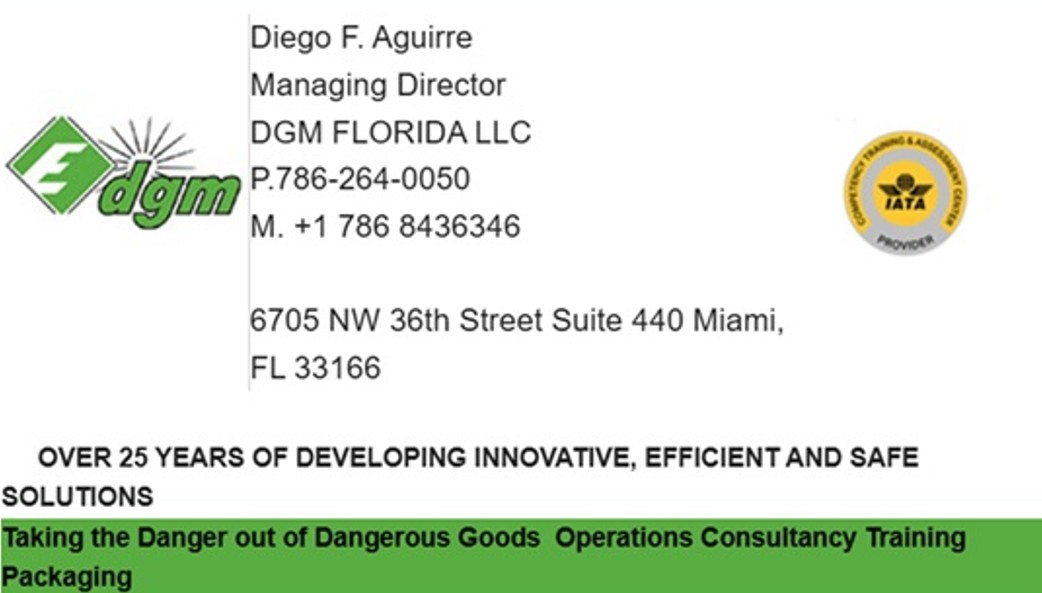 Diego F. Aguirre
Managing Director
DGM FLORIDA LLC
P.786-264-0050
M. +1 786 8436346
E dgm
COMPETENCY TRAINING & ASSESSMENT CENTER
IATA
PROVIDER
6705 NW 36th Street Suite 440 Miami,
FL 33166
OVER 25 YEARS OF DEVELOPING INNOVATIVE, EFFICIENT AND SAFE
SOLUTIONS
Taking the Danger out of Dangerous Goods  Operations Consultancy Training
Packaging